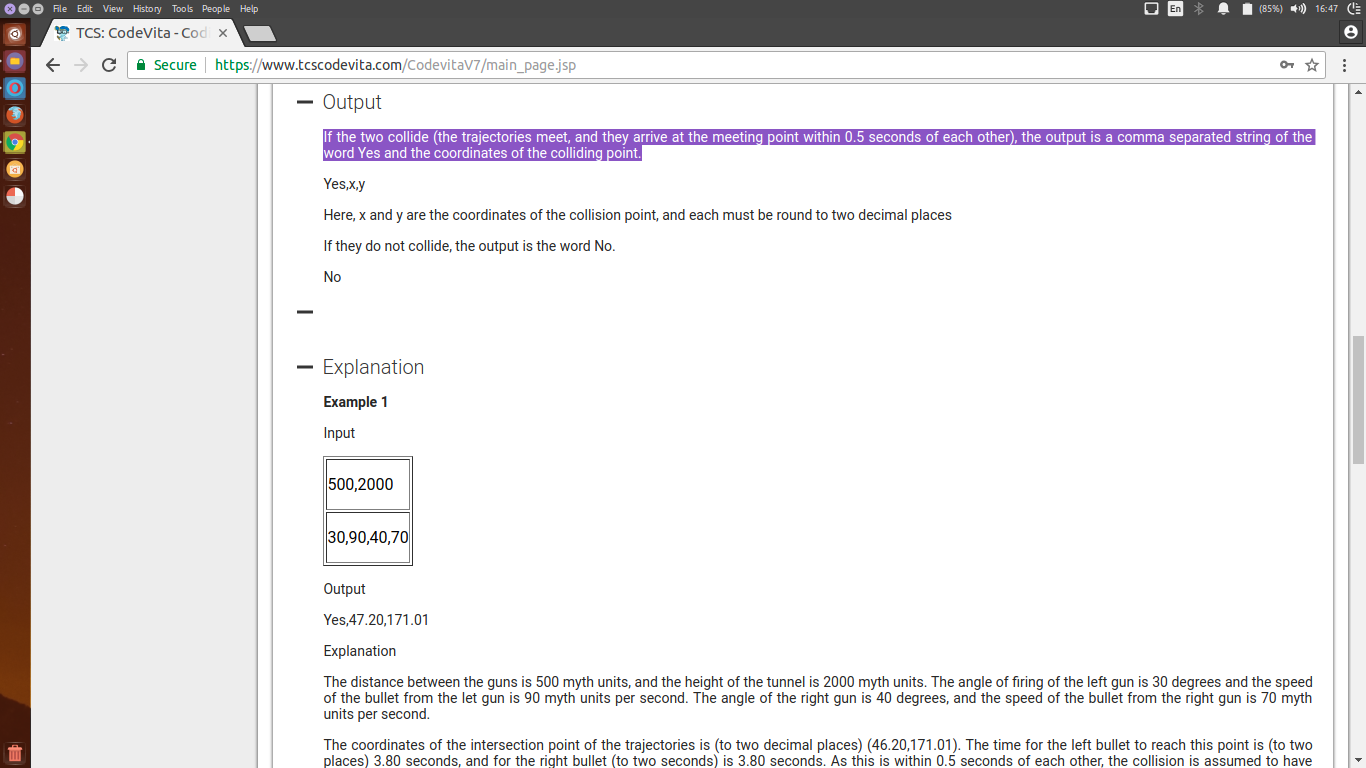 File Edit View History Tools People Help
En (85%) 16:47
TCS: CodeVita - Cod
Secure https://www.tcscodevita.com/CodevitaV7/main_page.jsp
Output
If the two collide (the trajectories meet, and they arrive at the meeting point within 0.5 seconds of each other), the output is a comma separated string of the
word Yes and the coordinates of the colliding point.
Yes,x,y
Here, x and y are the coordinates of the collision point, and each must be round to two decimal places
If they do not collide, the output is the word No.
No
Explanation
Example 1
Input
500,2000
30,90,40,70
Output
Yes,47.20,171.01
Explanation
The distance between the guns is 500 myth units, and the height of the tunnel is 2000 myth units. The angle of firing of the left gun is 30 degrees and the speed
of the bullet from the let gun is 90 myth units per second. The angle of the right gun is 40 degrees, and the speed of the bullet from the right gun is 70 myth
units per second.
The coordinates of the intersection point of the trajectories is (to two decimal places) (46.20,171.01). The time for the left bullet to reach this point is (to two
places) 3.80 seconds, and for the right bullet (to two seconds) is 3.80 seconds. As this is within 0.5 seconds of each other, the collision is assumed to have